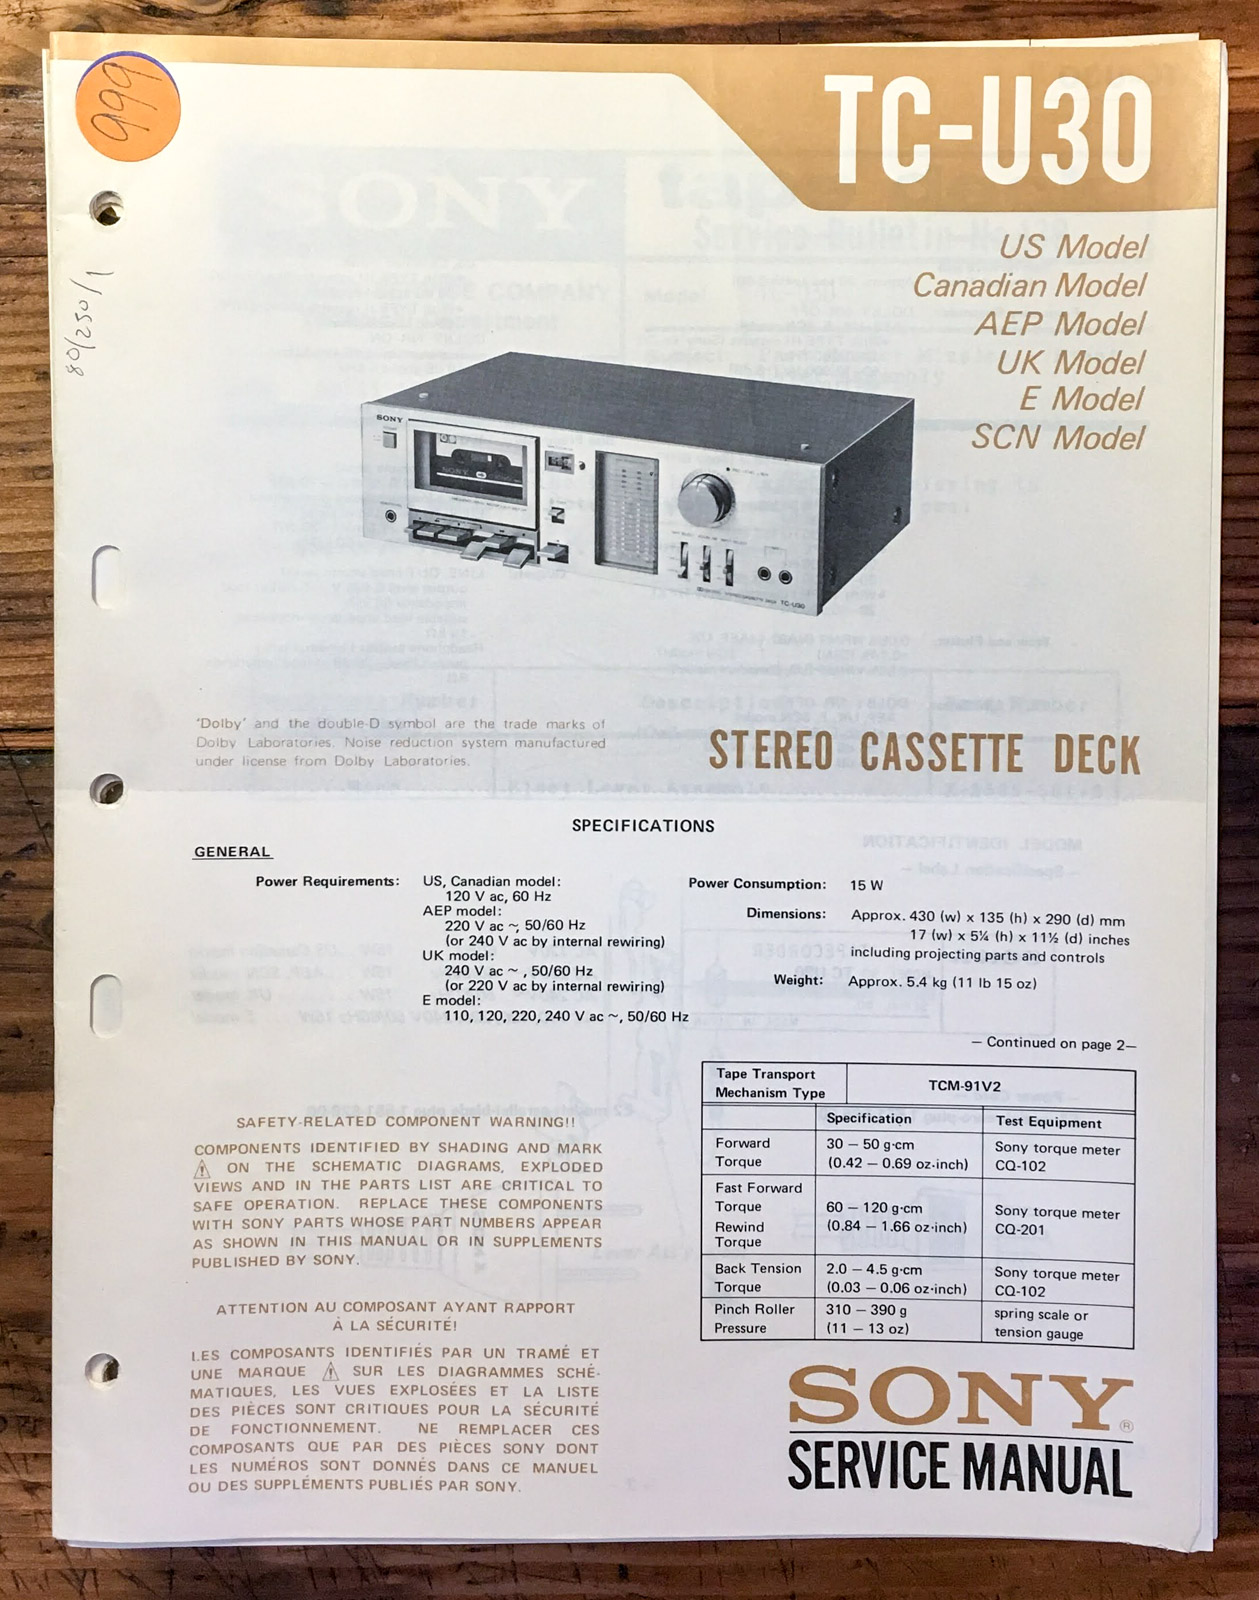 999
80/250/1
TC-U30
US Model
Canadian Model
AEP Model
UK Model
E Model
SCN Model
SONY
SONY
TC-U30
'Dolby' and the double-D symbol are the trade marks of
Dolby Laboratories. Noise reduction system manufactured
under license from Dolby Laboratories.
STEREO CASSETTE DECK
SPECIFICATIONS
GENERAL
Power Requirements:
US, Canadian model:
120 V ac, 60 Hz
AEP model:
220 V ac ~, 50/60 Hz
(or 240 V ac by internal rewiring)
UK model:
240 V ac ~ , 50/60 Hz
(or 220 V ac by internal rewiring)
E model:
110, 120, 220, 240 V ac ~, 50/60 Hz
Power Consumption: 15 W
Dimensions: Approx. 430 (w) x 135 (h) x 290 (d) mm
17 (w) x 5¼ (h) x 11½ (d) inches
including projecting parts and controls
Weight: Approx. 5.4 kg (11 lb 15 oz)
— Continued on page 2—
SAFETY-RELATED COMPONENT WARNING!!
COMPONENTS IDENTIFIED BY SHADING AND MARK
⚠ ON THE SCHEMATIC DIAGRAMS, EXPLODED
VIEWS AND IN THE PARTS LIST ARE CRITICAL TO
SAFE OPERATION. REPLACE THESE COMPONENTS
WITH SONY PARTS WHOSE PART NUMBERS APPEAR
AS SHOWN IN THIS MANUAL OR IN SUPPLEMENTS
PUBLISHED BY SONY.
ATTENTION AU COMPOSANT AYANT RAPPORT
À LA SÉCURITÉ!
LES COMPOSANTS IDENTIFIÉS PAR UN TRAMÉ ET
UNE MARQUE ⚠ SUR LES DIAGRAMMES SCHÉ-
MATIQUES, LES VUES EXPLOSÉES ET LA LISTE
DES PIÈCES SONT CRITIQUES POUR LA SÉCURITÉ
DE FONCTIONNEMENT. NE REMPLACER CES
COMPOSANTS QUE PAR DES PIÈCES SONY DONT
LES NUMÉROS SONT DONNÉS DANS CE MANUEL
OU DES SUPPLÉMENTS PUBLIÉS PAR SONY.
Tape Transport
Mechanism Type
TCM-91V2
Specification
Test Equipment
Forward
Torque
30 — 50 g·cm
(0.42 — 0.69 oz·inch)
Sony torque meter
CQ-102
Fast Forward
Torque
Rewind
Torque
60 — 120 g·cm
(0.84 — 1.66 oz·inch)
Sony torque meter
CQ-201
Back Tension
Torque
2.0 — 4.5 g·cm
(0.03 — 0.06 oz·inch)
Sony torque meter
CQ-102
Pinch Roller
Pressure
310 — 390 g
(11 — 13 oz)
spring scale or
tension gauge
SONY®
SERVICE MANUAL